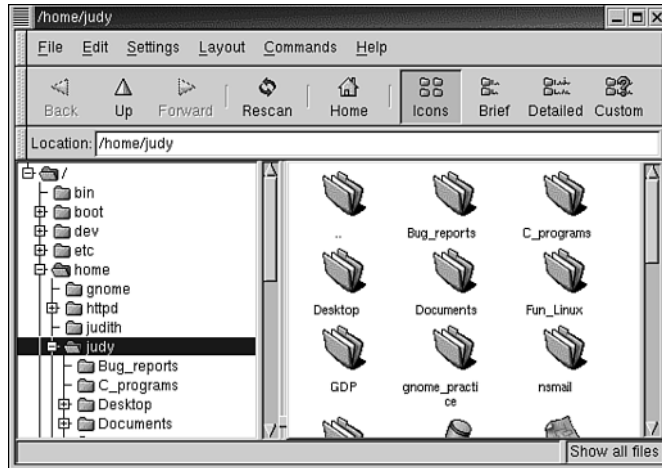 /home/judy
File Edit Settings Layout Commands Help
Back Up Forward Rescan Home Icons Brief Detailed Custom
Location: /home/judy
/
bin
boot
dev
etc
home
gnome
httpd
judith
judy
Bug_reports
C_programs
Desktop
Documents
.. Bug_reports C_programs
Desktop Documents Fun_Linux
GDP gnome_practi nsmail
ce
Show all files